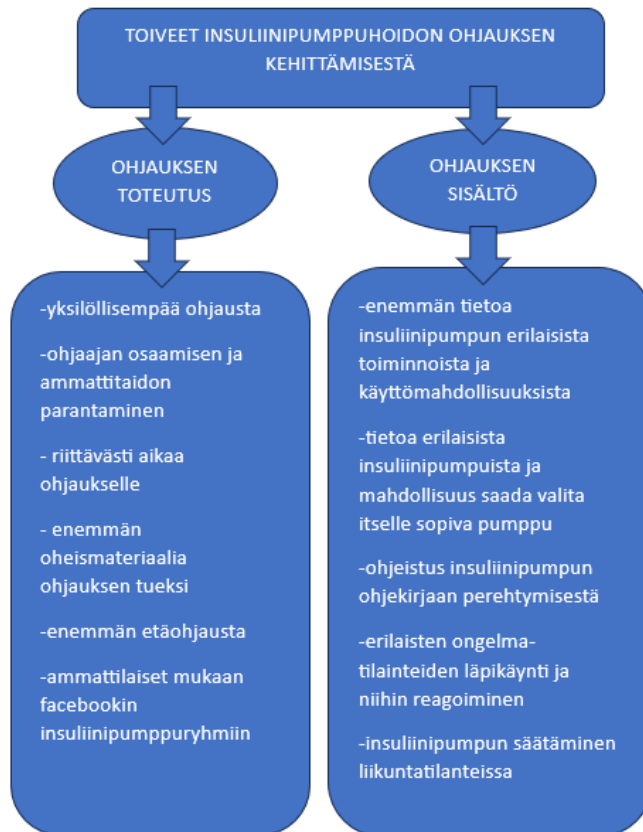 TOIVEET INSULIINIPUMPPUHOIDON OHJAUKSEN
KEHITTÄMISESTÄ
OHJAUKSEN
TOTEUTUS
-yksilöllisempää ohjausta
-ohjaajan osaamisen ja
ammattitaidon
parantaminen
- riittävästi aikaa
ohjaukselle
- enemmän
oheismateriaalia
ohjauksen tueksi
-enemmän etäohjausta
-ammattilaiset mukaan
facebookin
insuliinipumppuryhmiin
OHJAUKSEN
SISÄLTÖ
-enemmän tietoa
insuliinipumpun erilaisista
toiminnoista ja
käyttömahdollisuuksista
-tietoa erilaisista
insuliinipumpuista ja
mahdollisuus saada valita
itselle sopiva pumppu
-ohjeistus insuliinipumpun
ohjekirjaan perehtymisestä
-erilaisten ongelma-
tilainteiden läpikäynti ja
niihin reagoiminen
-insuliinipumpun säätäminen
liikuntatilanteissa